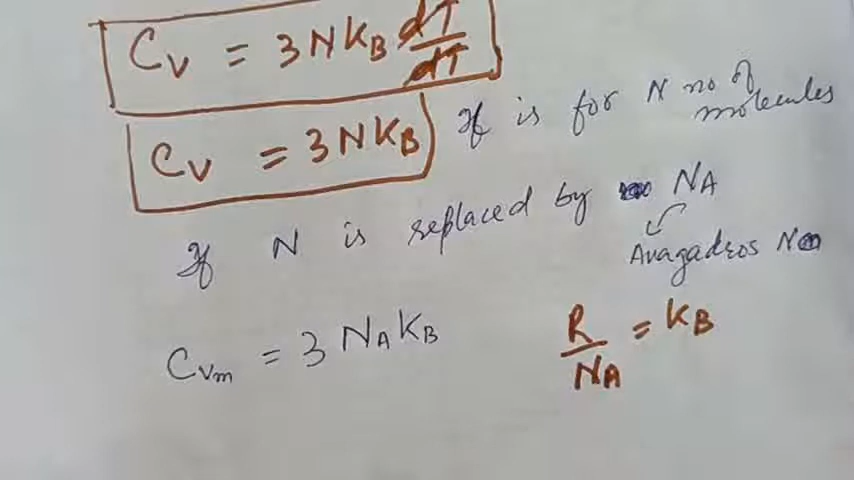 Cv = 3NKB dT/dT
Cv = 3NKB If is for N no of molecules
If N is replaced by NA
Avagadros No
Cvm = 3 NAKB
R/NA = KB